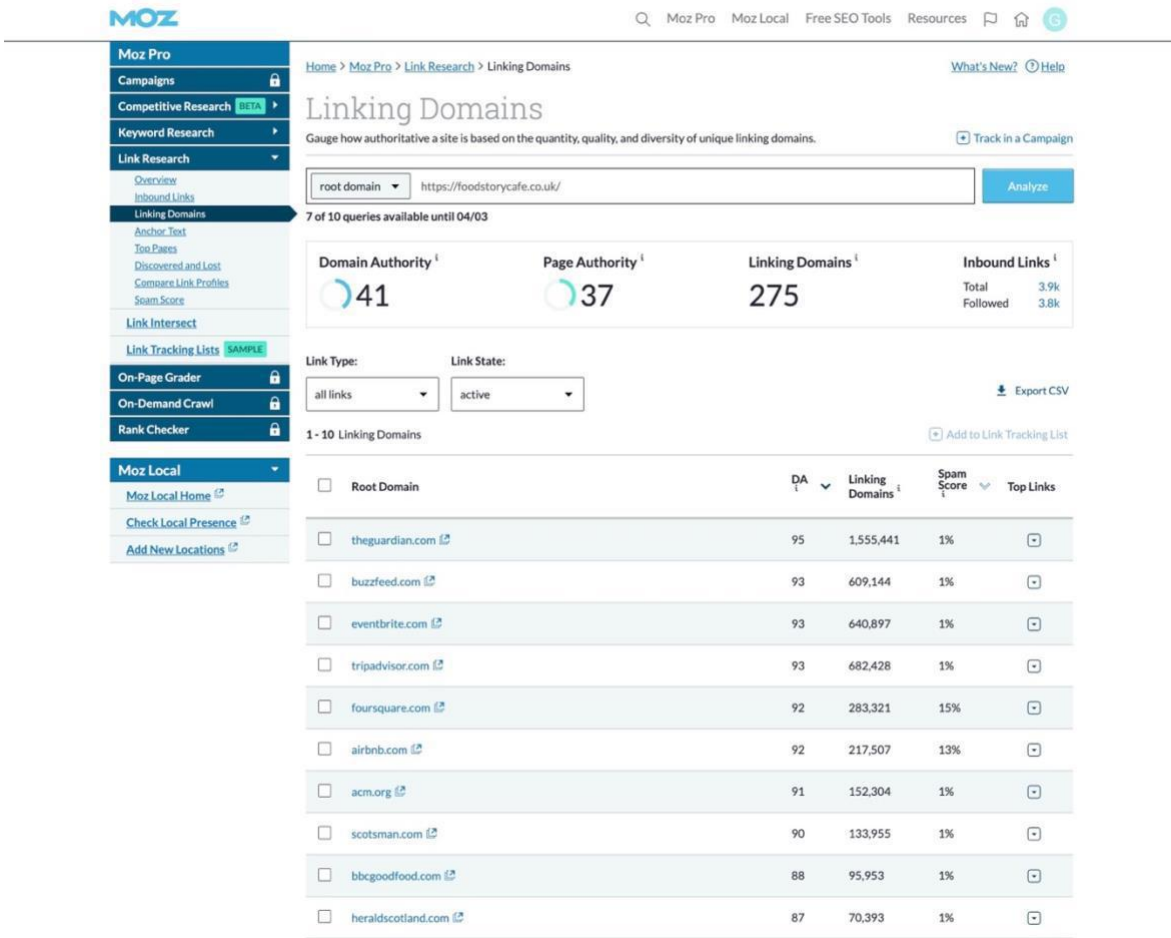 MOZ
Moz Pro Moz Local Free SEO Tools Resources G
Moz Pro
Campaigns
Competitive Research BETA
Keyword Research
Link Research
Overview
Inbound Links
Linking Domains
Anchor Text
Top Pages
Discovered and Lost
Compare Link Profiles
Spam Score
Link Intersect
Link Tracking Lists SAMPLE
On-Page Grader
On-Demand Crawl
Rank Checker
Moz Local
Moz Local Home
Check Local Presence
Add New Locations
Home > Moz Pro > Link Research > Linking Domains
What's New? ? Help
Linking Domains
Gauge how authoritative a site is based on the quantity, quality, and diversity of unique linking domains.
Track in a Campaign
root domain https://foodstorycafe.co.uk/ Analyze
7 of 10 queries available until 04/03
Domain Authority i Page Authority i Linking Domains i Inbound Links i
41 37 275
Total 3.9k
Followed 3.8k
Link Type: Link State:
all links active
Export CSV
1 - 10 Linking Domains
Add to Link Tracking List
Root Domain DA i Linking Domains i Spam Score i Top Links
theguardian.com 95 1,555,441 1%
buzzfeed.com 93 609,144 1%
eventbrite.com 93 640,897 1%
tripadvisor.com 93 682,428 1%
foursquare.com 92 283,321 15%
airbnb.com 92 217,507 13%
acm.org 91 152,304 1%
scotsman.com 90 133,955 1%
bbcgoodfood.com 88 95,953 1%
heraldscotland.com 87 70,393 1%